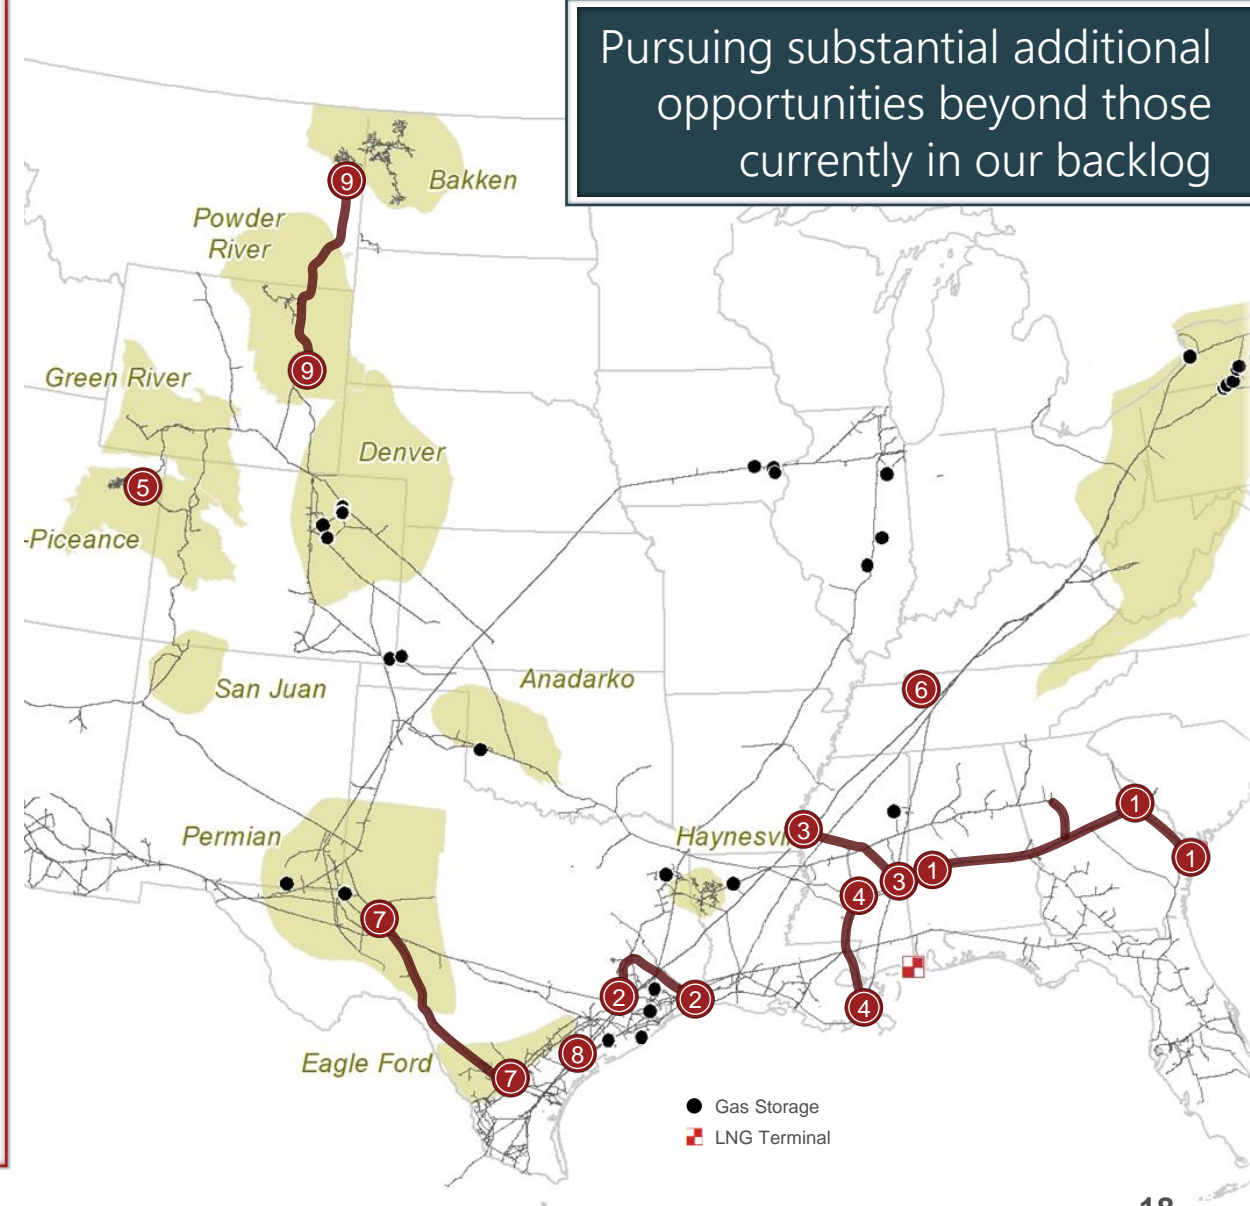 Pursuing substantial additional
opportunities beyond those
currently in our backlog
9
Bakken
Powder
River
9
Green River
Denver
5
-Piceance
San Juan
Anadarko
6
Permian
3
1
1
3
1
4
7
2
2
4
Eagle Ford
8
7
Gas Storage
LNG Terminal